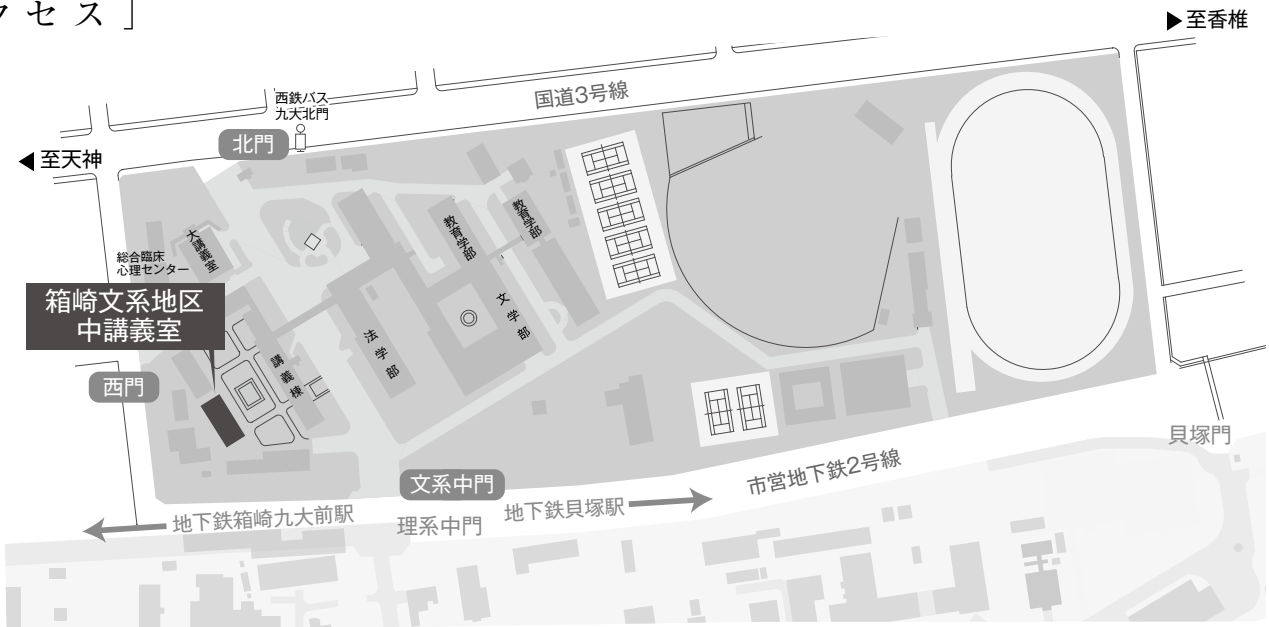 クセス］
▶至香椎
国道3号線
西鉄バス
九大北門
北門
◀至天神
大講義室
総合臨床
心理センター
箱崎文系地区
中講義室
西門
講義棟
法学部
教育学部
教育学部
文学部
貝塚門
市営地下鉄2号線
文系中門
地下鉄貝塚駅
地下鉄箱崎九大前駅
理系中門